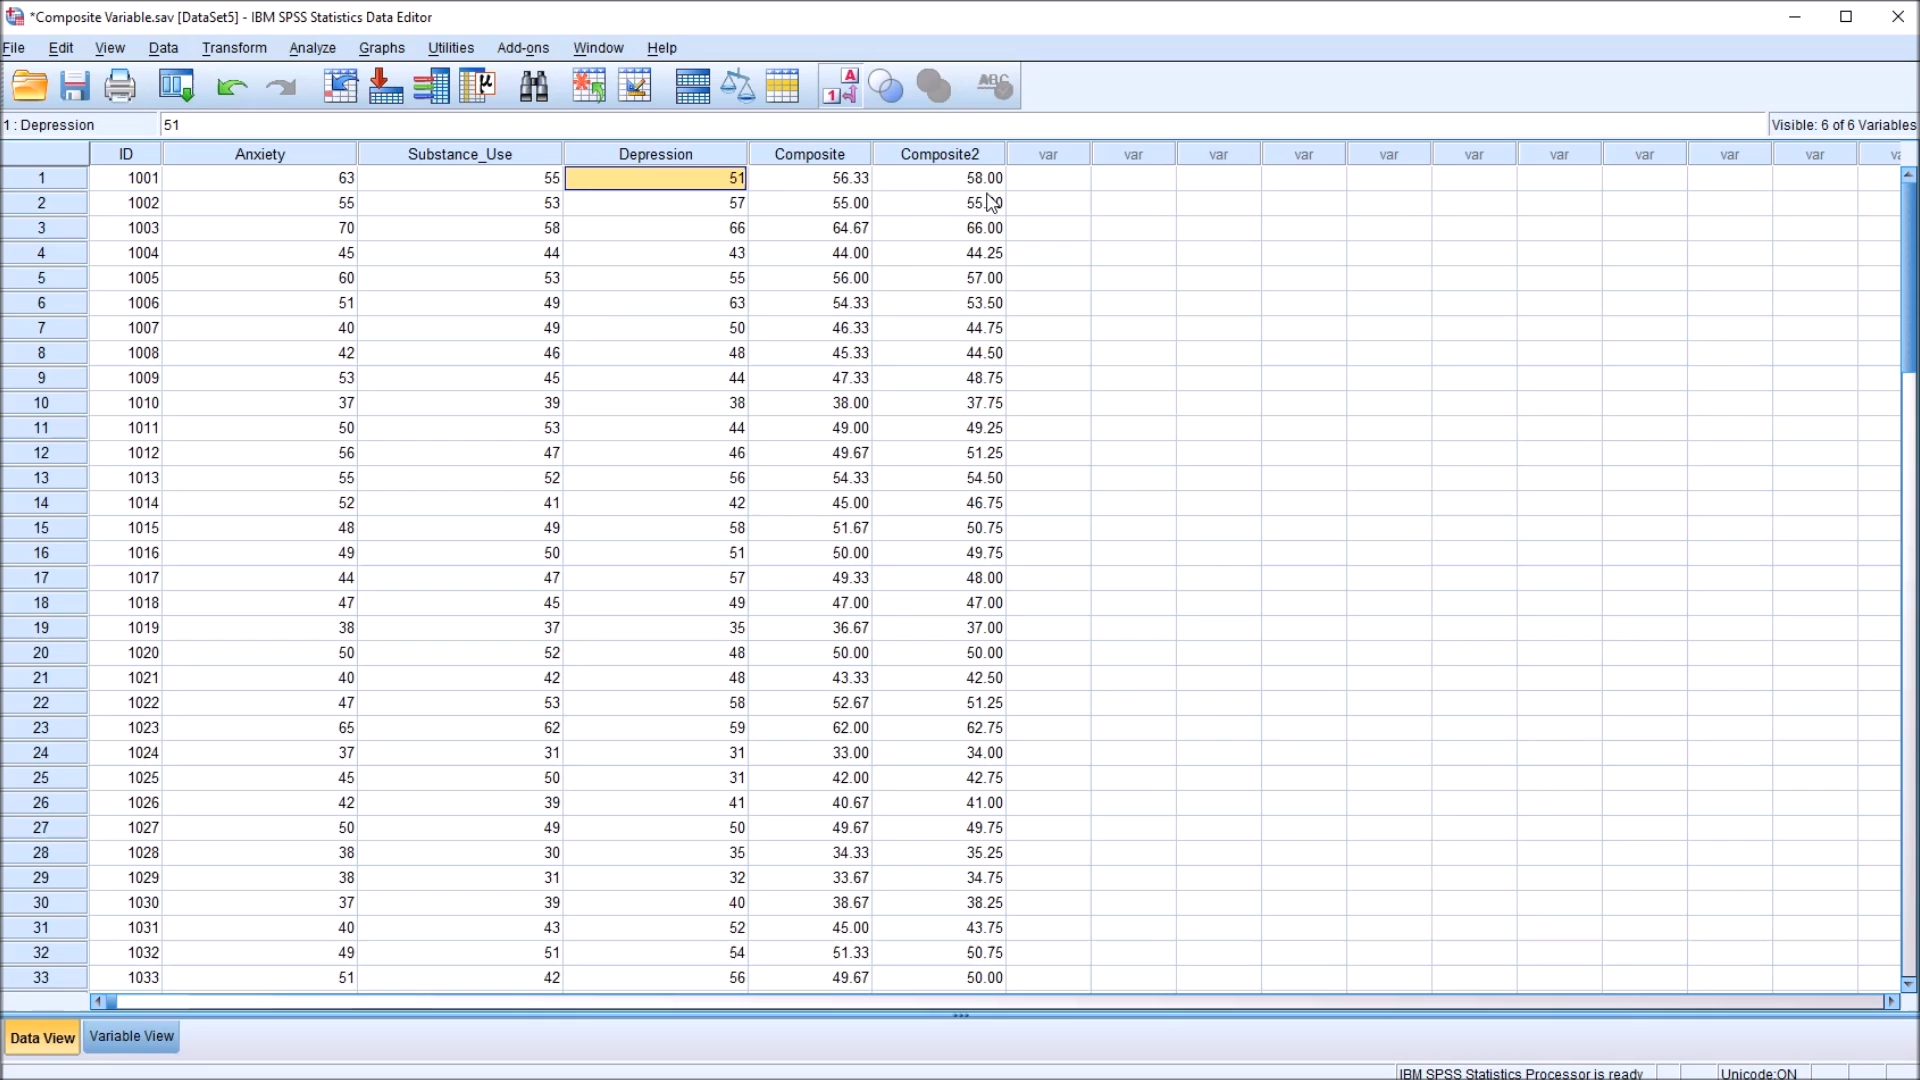 *Composite Variable.sav [DataSet5] - IBM SPSS Statistics Data Editor
File Edit View Data Transform Analyze Graphs Utilities Add-ons Window Help
A
1
ABC
1 : Depression 51 Visible: 6 of 6 Variables
ID Anxiety Substance_Use Depression Composite Composite2 var var var var var var var var var var
1 1001 63 55 51 56.33 58.00
2 1002 55 53 57 55.00
3 1003 70 58 66 64.67 66.00
4 1004 45 44 43 44.00 44.25
5 1005 60 53 55 56.00 57.00
6 1006 51 49 63 54.33 53.50
7 1007 40 49 50 46.33 44.75
8 1008 42 46 48 45.33 44.50
9 1009 53 45 44 47.33 48.75
10 1010 37 39 38 38.00 37.75
11 1011 50 53 44 49.00 49.25
12 1012 56 47 46 49.67 51.25
13 1013 55 52 56 54.33 54.50
14 1014 52 41 42 45.00 46.75
15 1015 48 49 58 51.67 50.75
16 1016 49 50 51 50.00 49.75
17 1017 44 47 57 49.33 48.00
18 1018 47 45 49 47.00 47.00
19 1019 38 37 35 36.67 37.00
20 1020 50 52 48 50.00 50.00
21 1021 40 42 48 43.33 42.50
22 1022 47 53 58 52.67 51.25
23 1023 65 62 59 62.00 62.75
24 1024 37 31 31 33.00 34.00
25 1025 45 50 31 42.00 42.75
26 1026 42 39 41 40.67 41.00
27 1027 50 49 50 49.67 49.75
28 1028 38 30 35 34.33 35.25
29 1029 38 31 32 33.67 34.75
30 1030 37 39 40 38.67 38.25
31 1031 40 43 52 45.00 43.75
32 1032 49 51 54 51.33 50.75
33 1033 51 42 56 49.67 50.00
Data View Variable View
IBM SPSS Statistics Processor is ready Unicode:ON